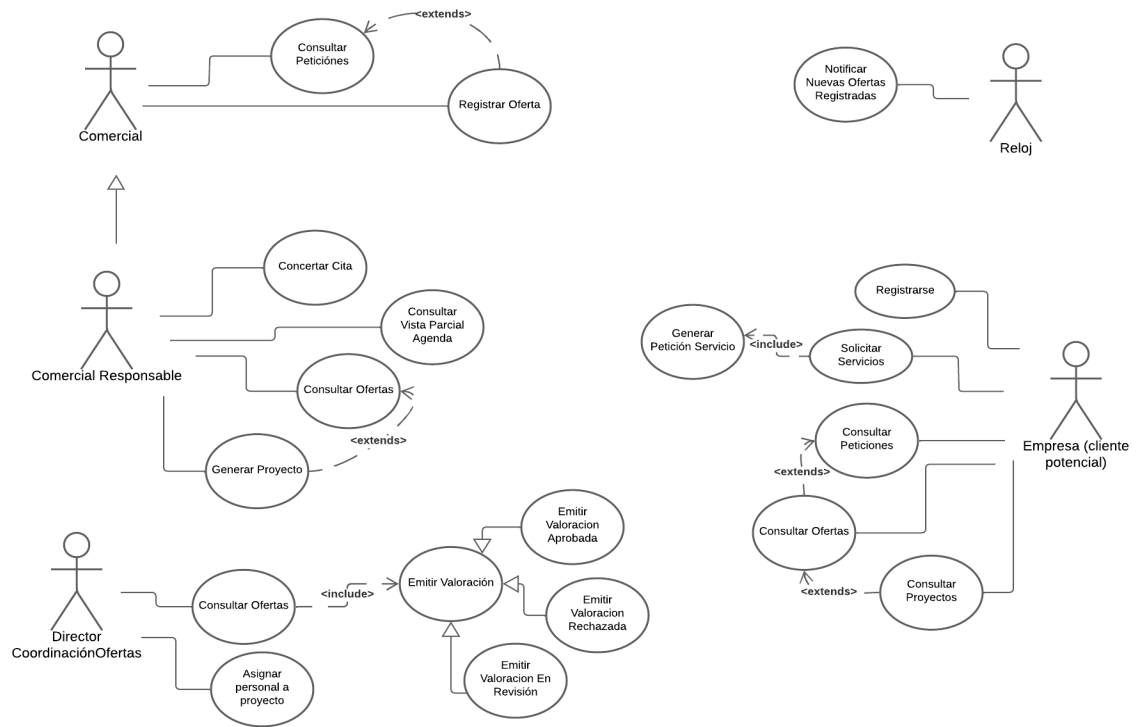 <extends>
Consultar
Peticiónes
Registrar Oferta
Comercial
Notificar
Nuevas Ofertas
Registradas
Reloj
Concertar Cita
Consultar
Vista Parcial
Agenda
Comercial Responsable
Consultar Ofertas
<extends>
Generar Proyecto
Registrarse
Generar
Petición Servicio
<include>
Solicitar
Servicios
Consultar
Peticiones
Empresa (cliente
potencial)
<extends>
Consultar Ofertas
<extends>
Consultar
Proyectos
Emitir
Valoracion
Aprobada
Emitir Valoración
Consultar Ofertas
<include>
Emitir
Valoracion
Rechazada
Director
CoordinaciónOfertas
Asignar
personal a
proyecto
Emitir
Valoracion En
Revisión